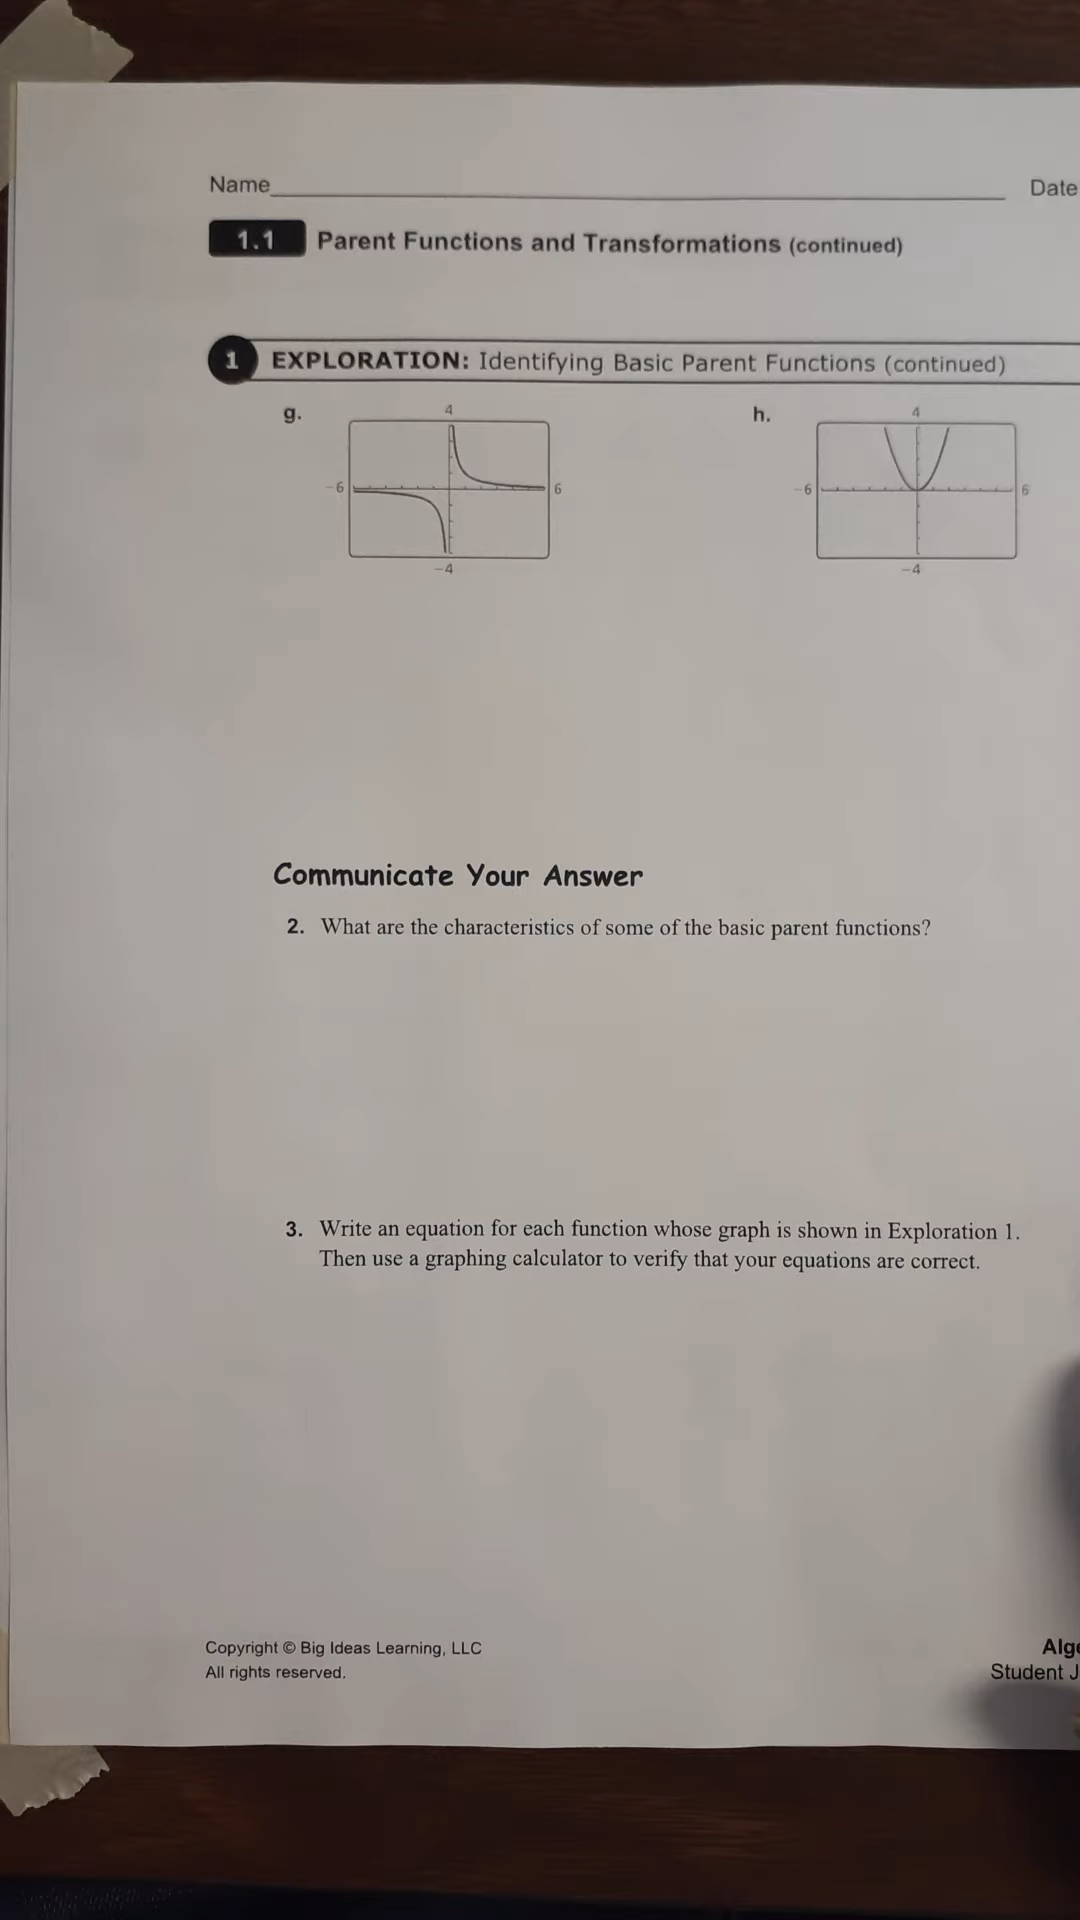 Name
Date
1.1 Parent Functions and Transformations (continued)
1 EXPLORATION: Identifying Basic Parent Functions (continued)
g. 4 -6 6 -4
h. 4 -6 6 -4
Communicate Your Answer
2. What are the characteristics of some of the basic parent functions?
3. Write an equation for each function whose graph is shown in Exploration 1.
Then use a graphing calculator to verify that your equations are correct.
Copyright © Big Ideas Learning, LLC
All rights reserved.
Alge
Student J